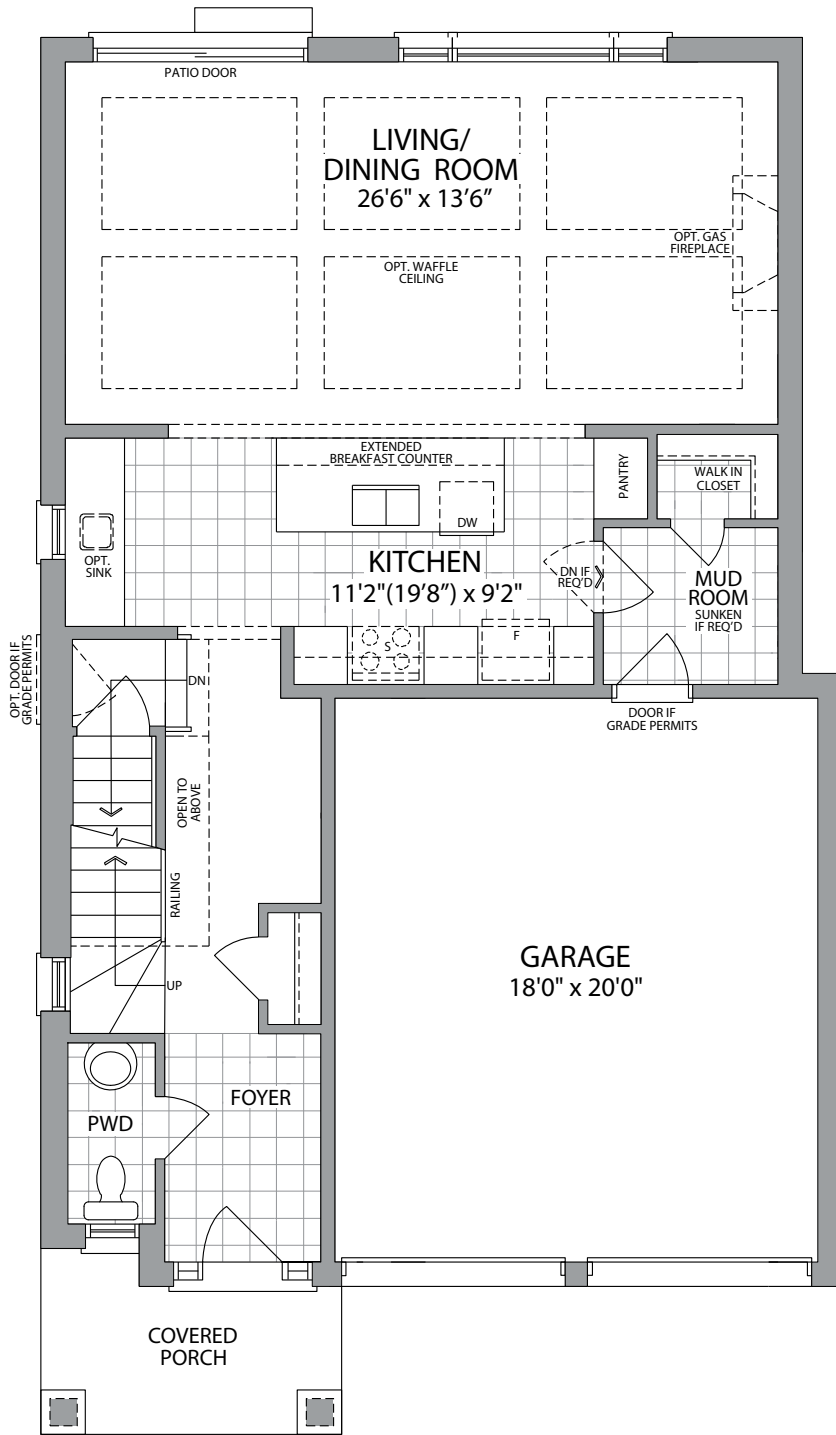 PATIO DOOR
LIVING/
DINING ROOM
26'6" x 13'6”
OPT. GAS
FIREPLACE
OPT. WAFFLE
CEILING
EXTENDED
BREAKFAST COUNTER
PANTRY
WALK IN
CLOSET
DW
OPT.
SINK
KITCHEN
11'2"(19'8”) x 9'2"
DN IF
REQ'D
MUD
ROOM
SUNKEN
IF REQ'D
S
F
OPT. DOOR IF
GRADE PERMITS
DN
DOOR IF
GRADE PERMITS
OPEN TO
ABOVE
RAILING
GARAGE
18'0" x 20'0"
UP
FOYER
PWD
COVERED
PORCH